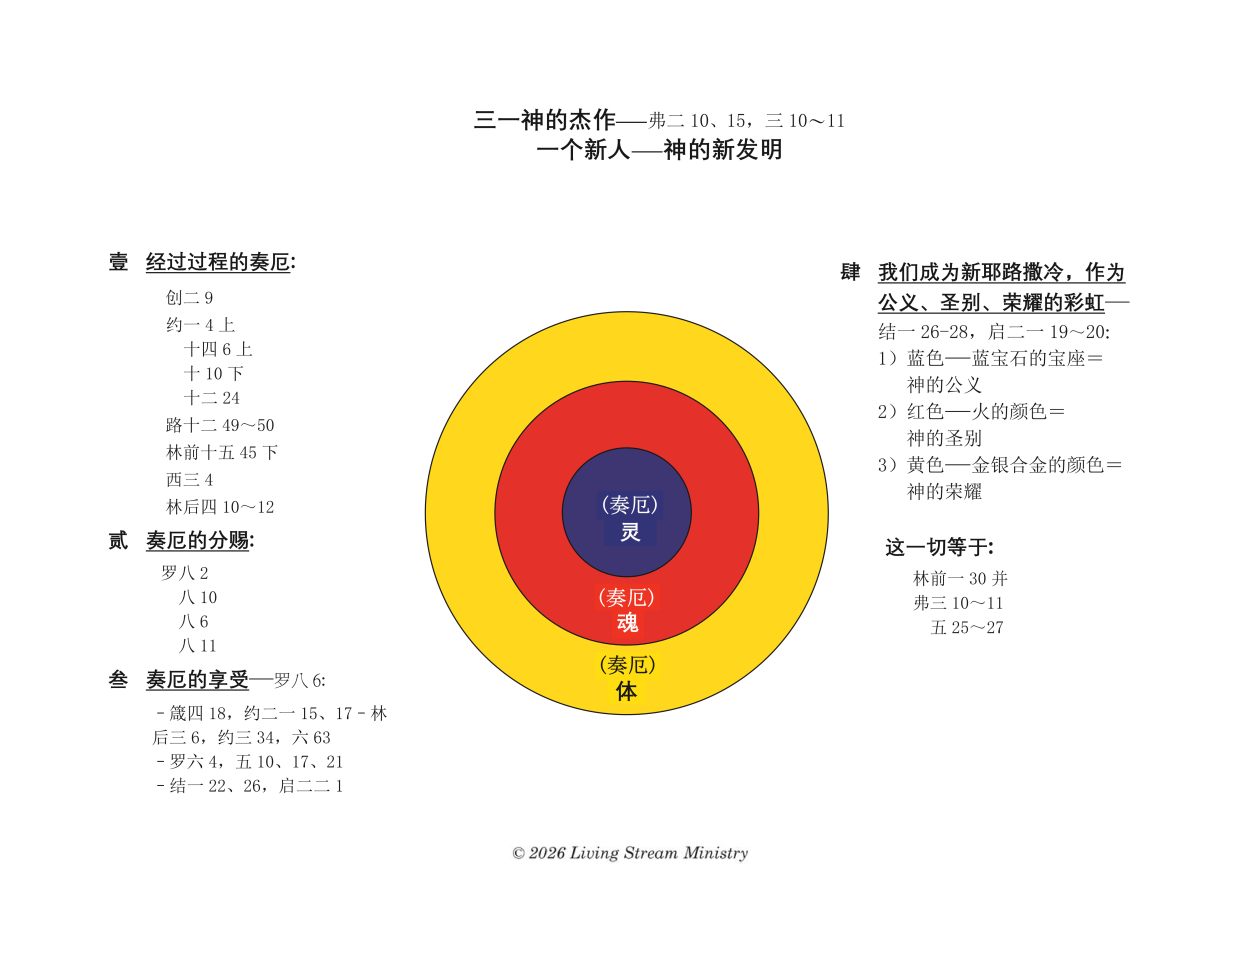 三一神的杰作——弗二 10、15，三 10～11
一个新人——神的新发明
壹 经过过程的奏厄:
创二 9
约一 4 上
十四 6 上
十 10 下
十二 24
路十二 49～50
林前十五 45 下
西三 4
林后四 10～12
贰 奏厄的分赐:
罗八 2
八 10
八 6
八 11
叁 奏厄的享受——罗八 6:
－箴四 18，约二一 15、17－林
后三 6，约三 34，六 63
－罗六 4，五 10、17、21
－结一 22、26，启二二 1
(奏厄)
灵
(奏厄)
魂
(奏厄)
体
肆 我们成为新耶路撒冷，作为
公义、圣别、荣耀的彩虹——
结一 26-28，启二一 19～20:
1）蓝色——蓝宝石的宝座＝
神的公义
2）红色——火的颜色＝
神的圣别
3）黄色——金银合金的颜色＝
神的荣耀
这一切等于:
林前一 30 并
弗三 10～11
五 25～27
© 2026 Living Stream Ministry